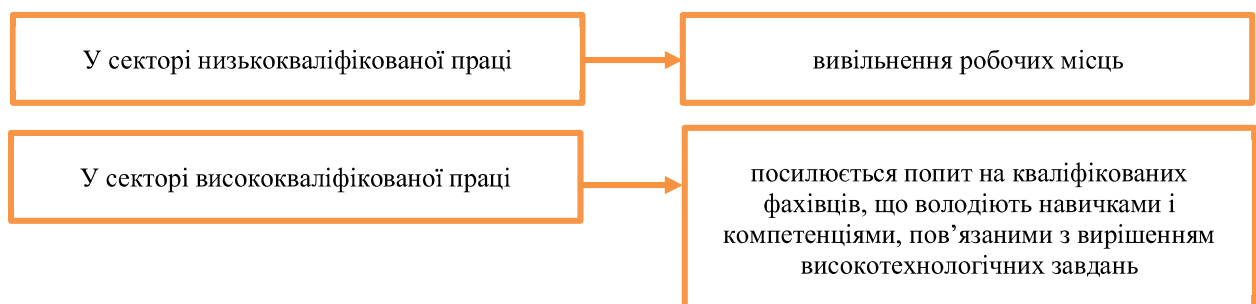 У секторі низькокваліфікованої праці
вивільнення робочих місць
У секторі висококваліфікованої праці
посилюється попит на кваліфікованих
фахівців, що володіють навичками і
компетенціями, пов’язаними з вирішенням
високотехнологічних завдань